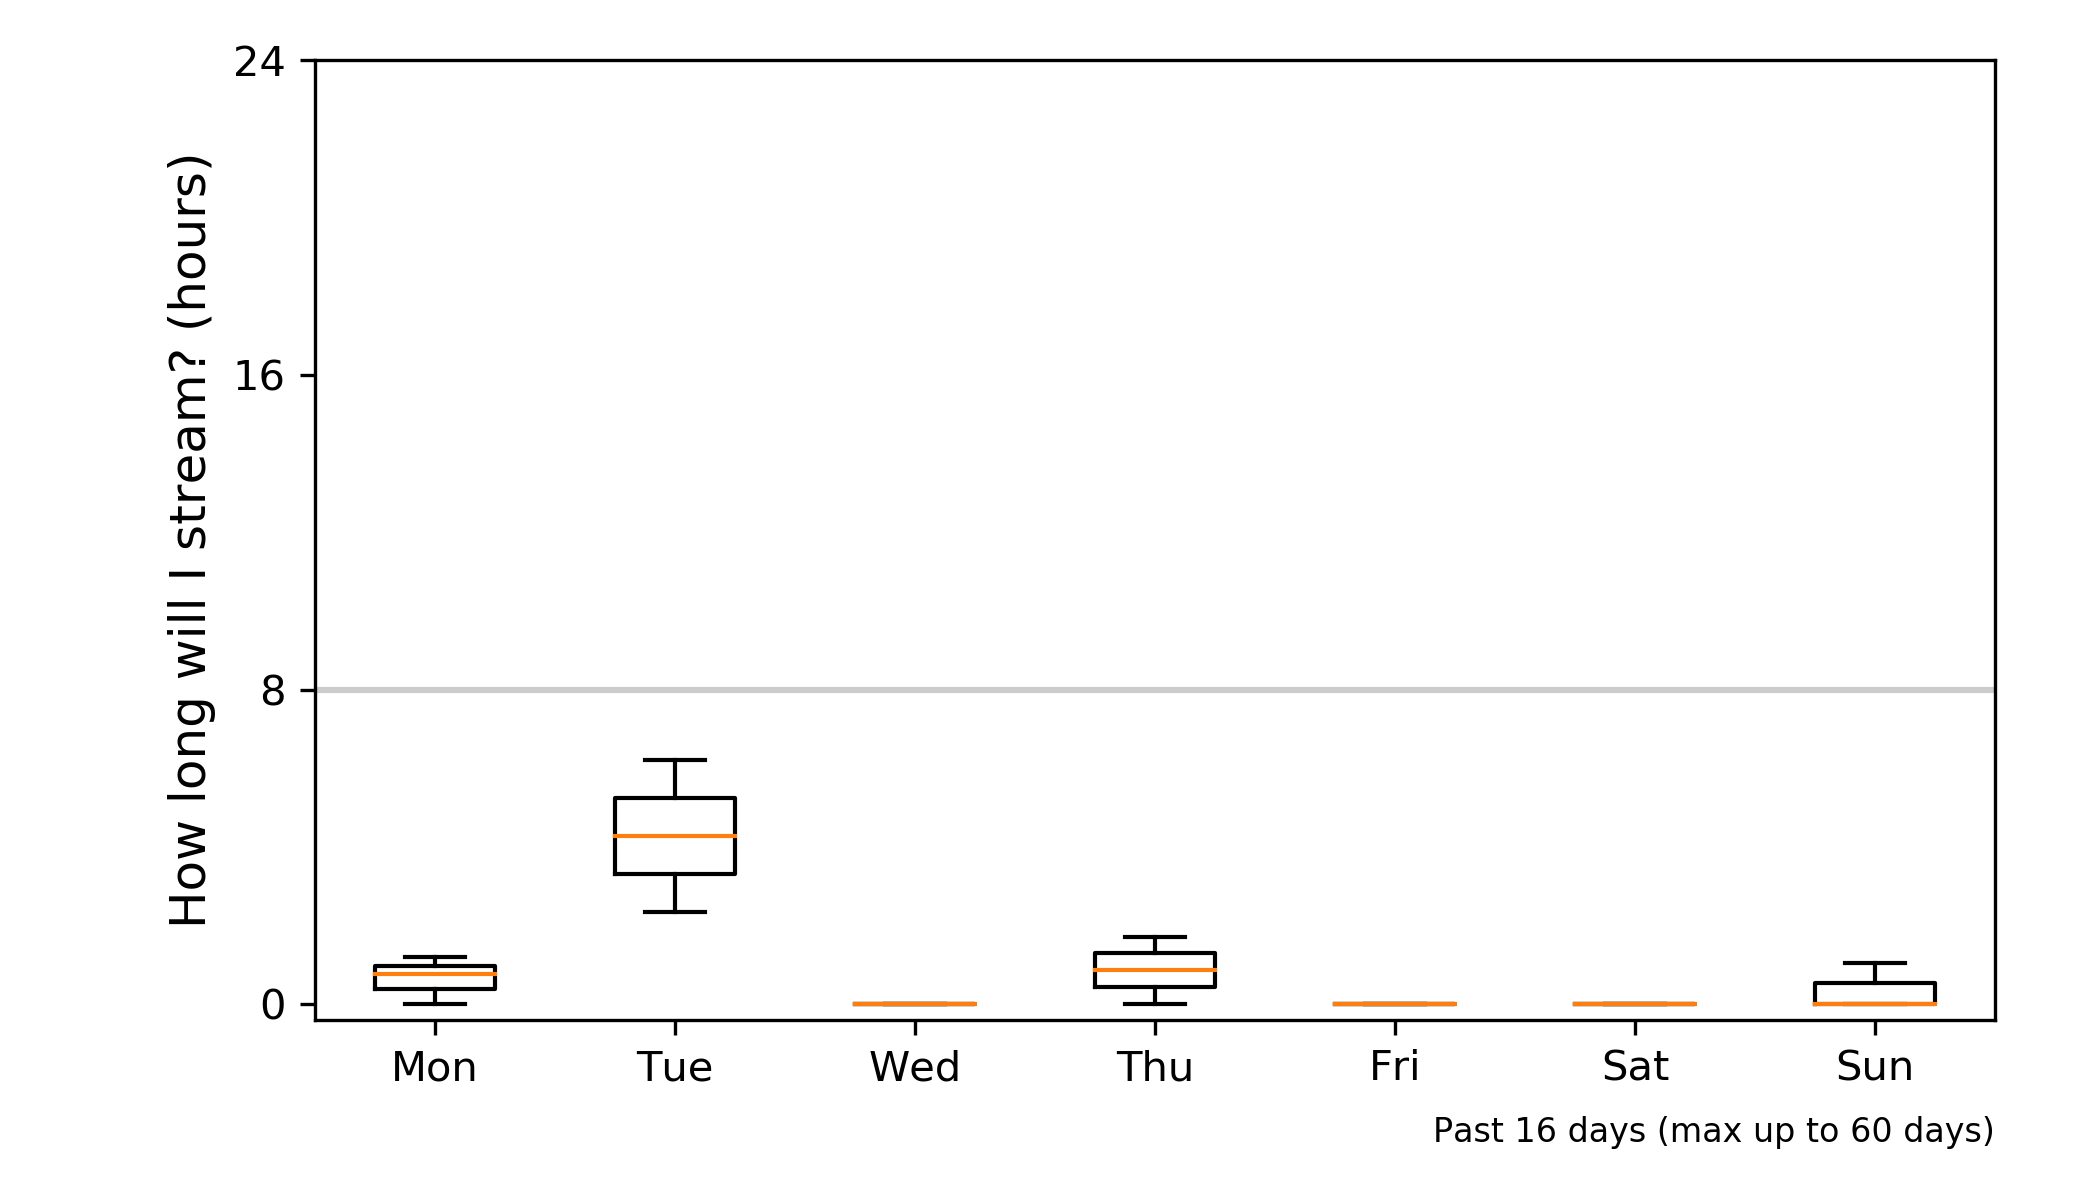 24
16
8
0
How long will I stream? (hours)
Mon Tue Wed Thu Fri Sat Sun
Past 16 days (max up to 60 days)